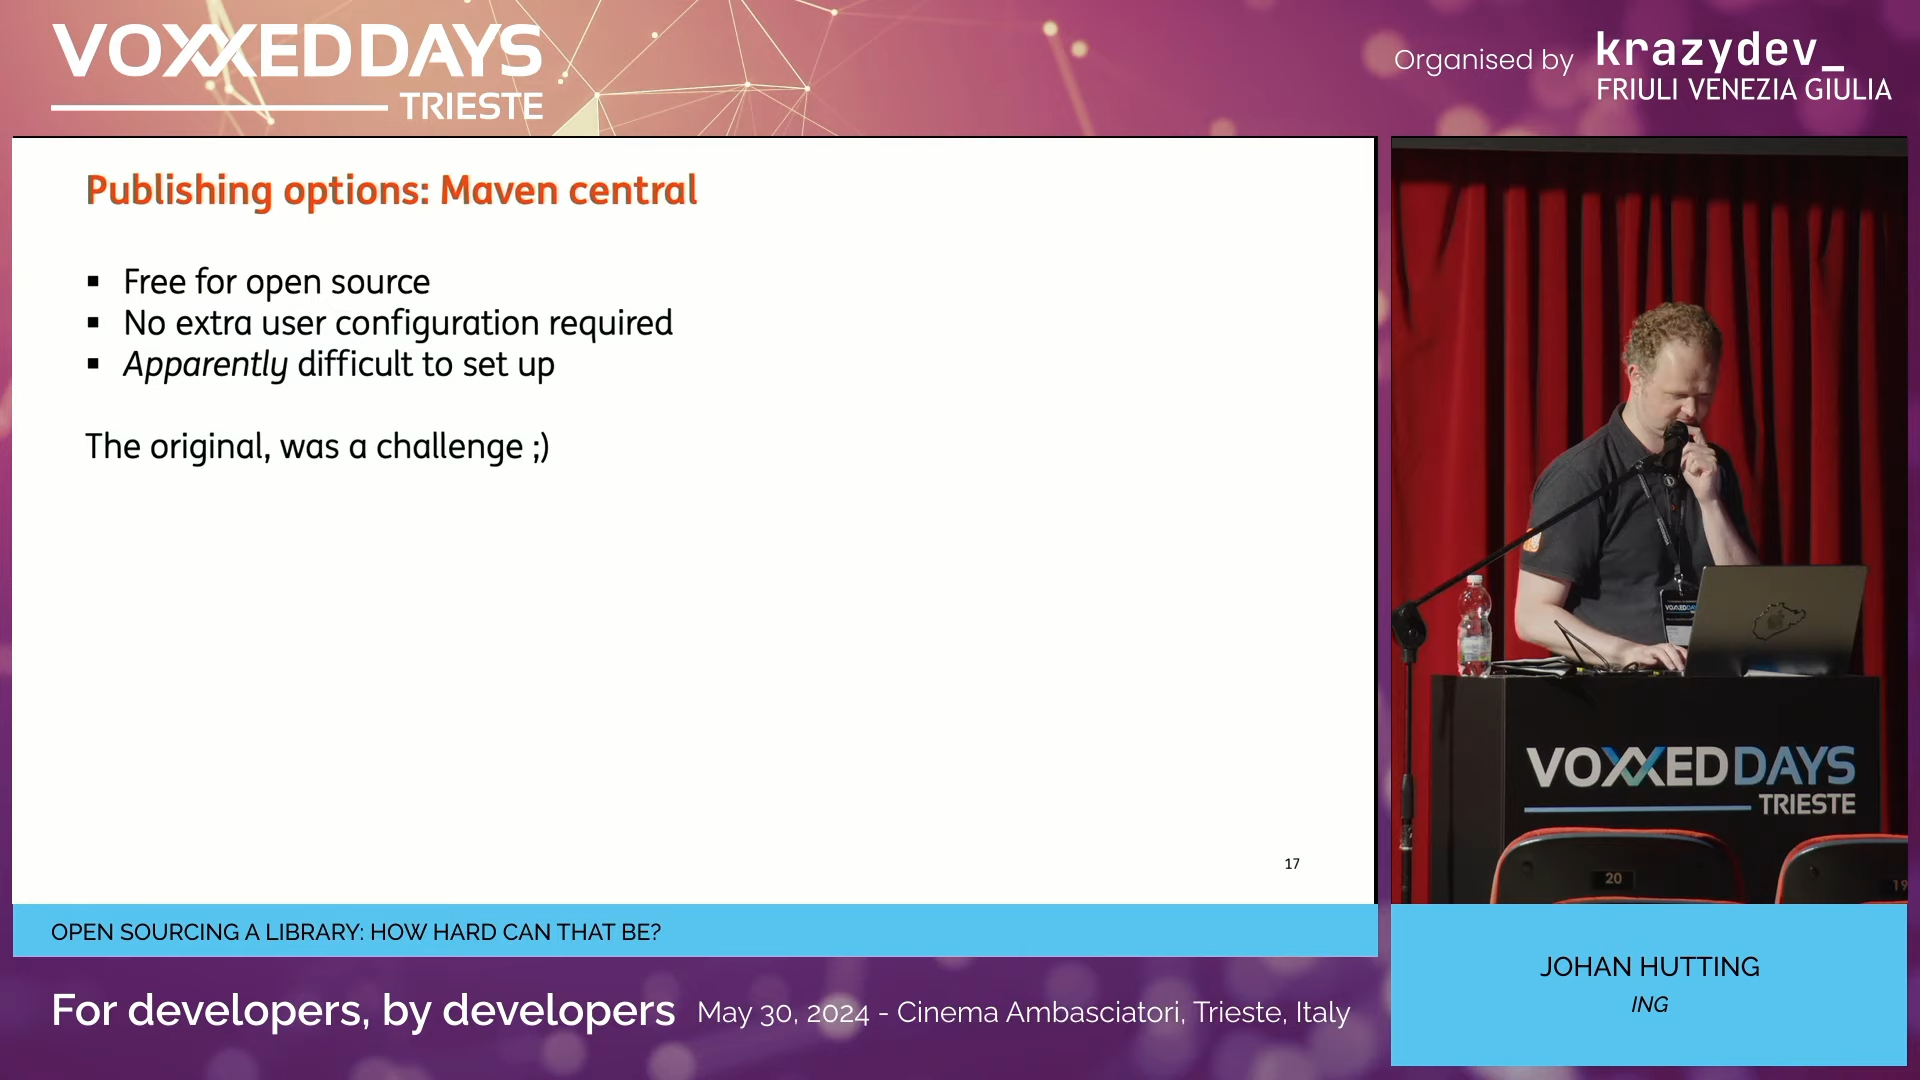 VOXXEDDAYS
TRIESTE
Organised by krazydev_
FRIULI VENEZIA GIULIA
Publishing options: Maven central
▪ Free for open source
▪ No extra user configuration required
▪ Apparently difficult to set up
The original, was a challenge ;)
17
VOXXEDDAYS
VOXXEDDAYS
TRIESTE
20
19
OPEN SOURCING A LIBRARY: HOW HARD CAN THAT BE?
JOHAN HUTTING
ING
For developers, by developers May 30, 2024 - Cinema Ambasciatori, Trieste, Italy